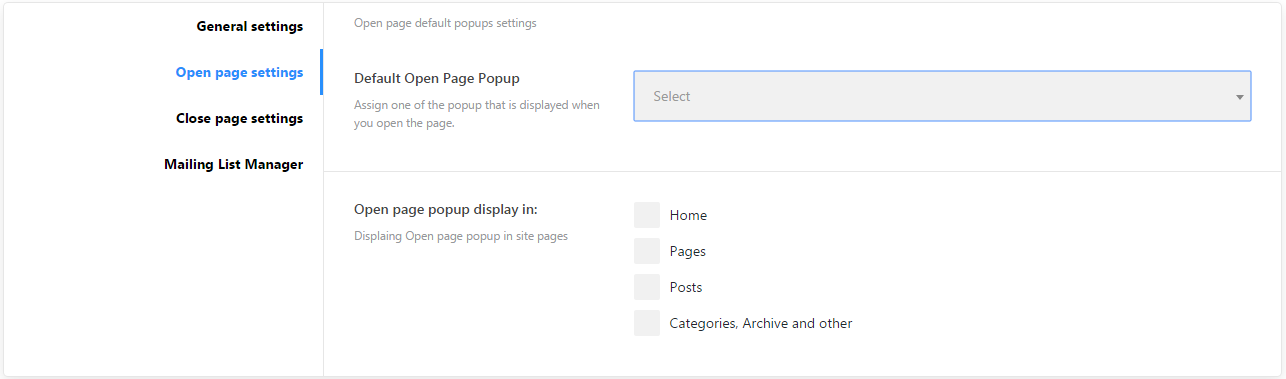 General settings
Open page settings
Close page settings
Mailing List Manager
Open page default popups settings
Default Open Page Popup
Assign one of the popup that is displayed when
you open the page.
Select
Open page popup display in:
Displaing Open page popup in site pages
Home
Pages
Posts
Categories, Archive and other